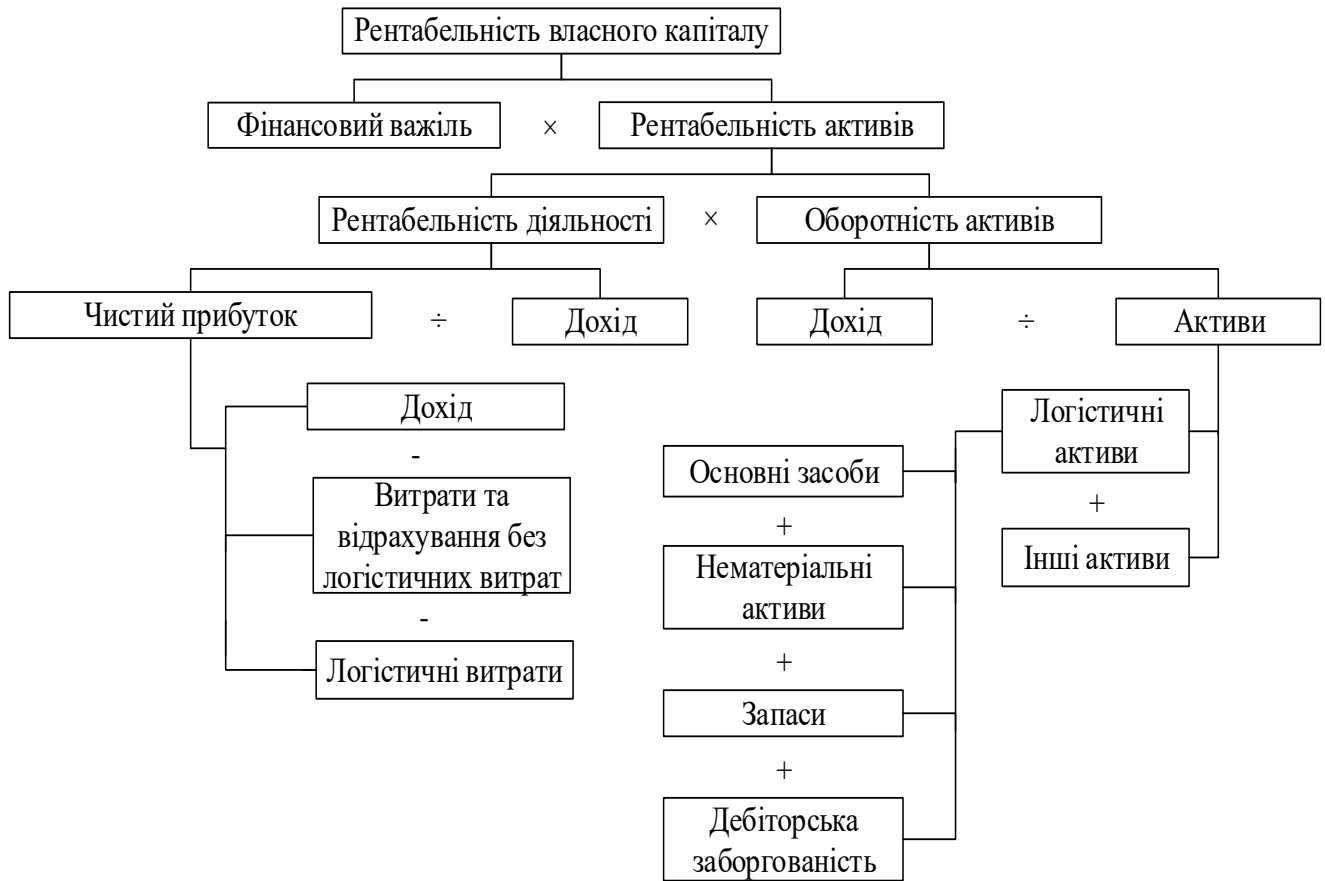 Рентабельність власного капіталу
Фінансовий важіль × Рентабельність активів
Рентабельність діяльності × Оборотність активів
Чистий прибуток ÷ Дохід
Дохід ÷ Активи
Дохід
-
Витрати та
відрахування без
логістичних витрат
-
Логістичні витрати
Основні засоби
+
Нематеріальні
активи
+
Запаси
+
Дебіторська
заборгованість
Логістичні
активи
+
Інші активи